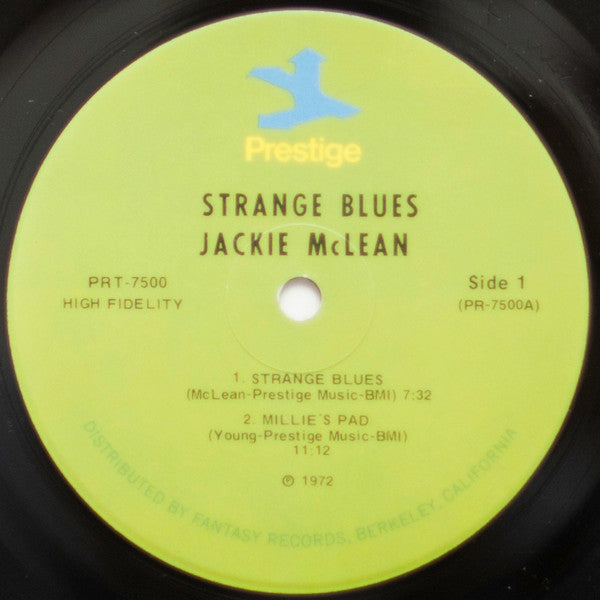 Prestige
STRANGE BLUES
JACKIE McLEAN
PRT-7500
HIGH FIDELITY
Side 1
(PR-7500A)
1. STRANGE BLUES
(McLean-Prestige Music-BMI) 7:32
2. MILLIE'S PAD
(Young-Prestige Music-BMI)
11:12
℗ 1972
DISTRIBUTED BY FANTASY RECORDS, BERKELEY, CALIFORNIA